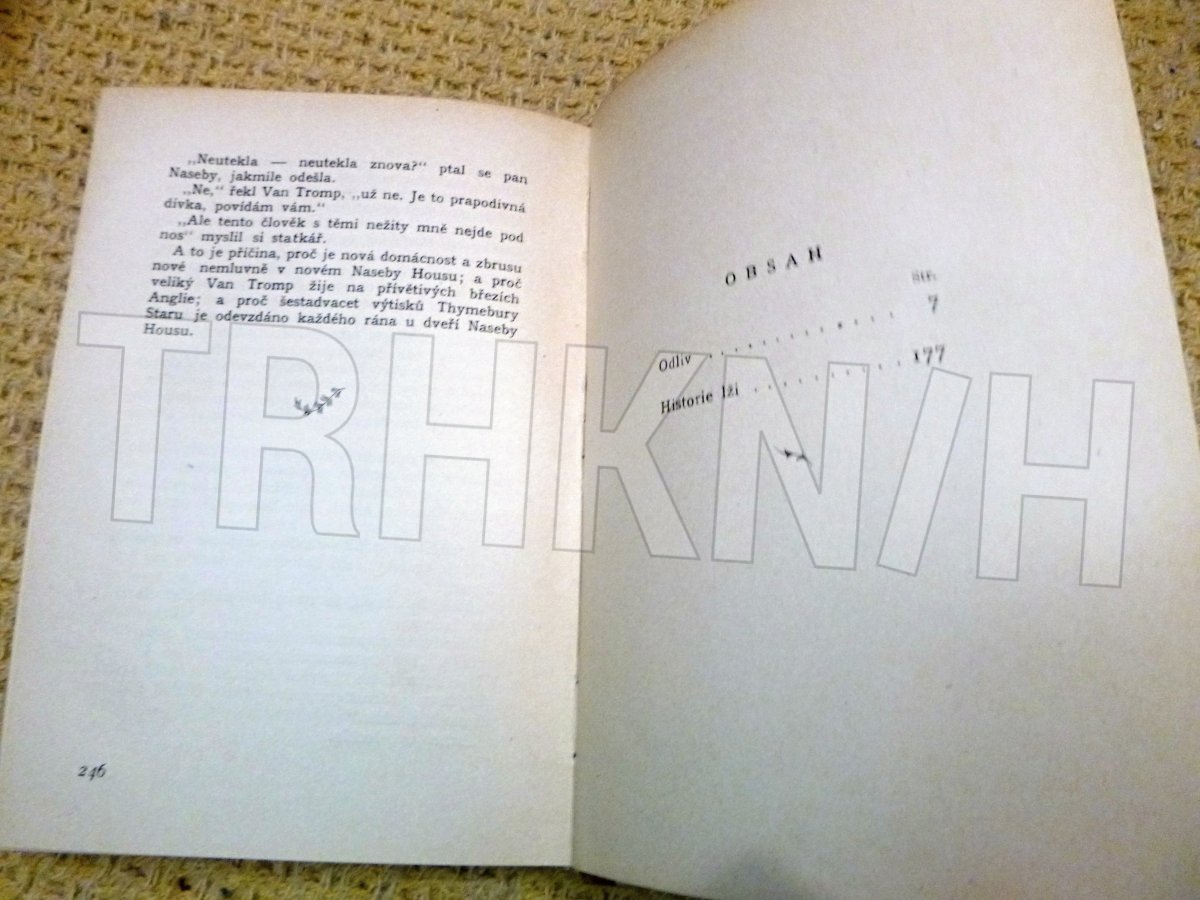 „Neutekla — neutekla znova?“ ptal se pan
Naseby, jakmile odešla.
„Ne,“ řekl Van Tromp, „už ne. Je to prapodivná
dívka, povídám vám.“
„Ale tento člověk s těmi nežity mně nejde pod
nos“ myslil si statkář.
A to je příčina, proč je nová domácnost a zbrusu
nové nemluvně v novém Naseby Housu; a proč
veliký Van Tromp žije na přívětivých březích
Anglie; a proč šestadvacet výtisků Thymebury
Staru je odevzdáno každého rána u dveří Naseby
Housu.
246
OBSAH
Str.
Odliv . . . . . . . . . . 7
Historie lži . . . . . . . . 177
TRHKNIH